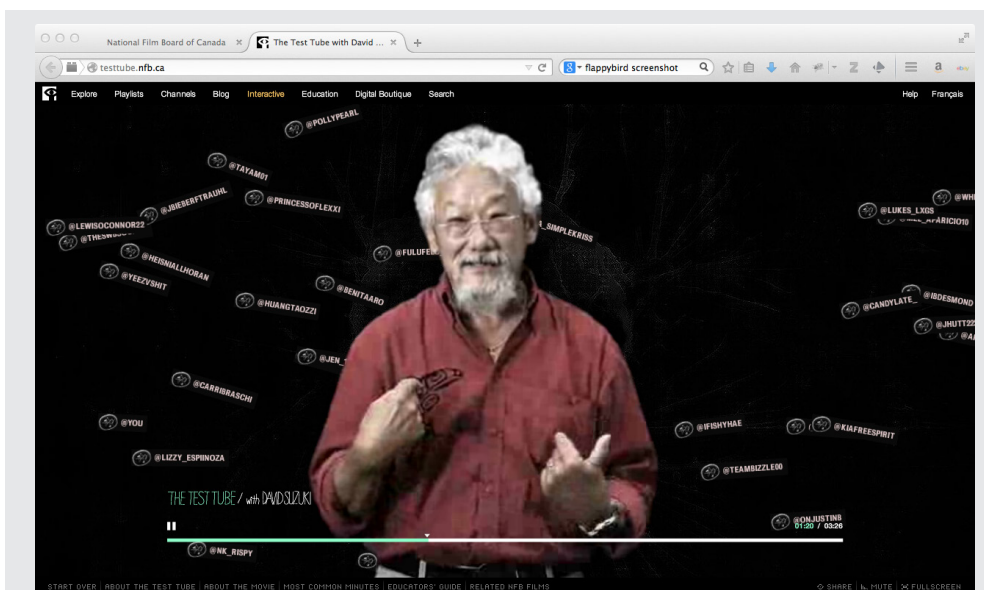 National Film Board of Canada
The Test Tube with David ...
testtube.nfb.ca
flappybird screenshot
Explore Playlists Channels Blog Interactive Education Digital Boutique Search Help Français
@POLLYPEARL
@TAYAM01
@JBIEBERFTRAUHL
@PRINCESSOFLEXXI
@LEWISOCONNOR22
@LUKES_LXGS
@HEISNIALLHORAN
@YEEZVSHIT
@BENITAARO
@HUANGTAOZZI
@CANDYLATE_
@IBDESMOND
@JHUTT22
@JEN_
@CARRIBRASCHI
@YOU
@IFISHYHAE
@KIAFREESPIRIT
@LIZZY_ESPIINOZA
@TEAMBIZZLE00
THE TEST TUBE / with DAVID SUZUKI
@ONJUSTINB
01:20 / 03:26
@NK_RISPY
START OVER | ABOUT THE TEST TUBE | ABOUT THE MOVIE | MOST COMMON MINUTES | EDUCATORS' GUIDE | RELATED NFB FILMS
SHARE | MUTE | FULLSCREEN